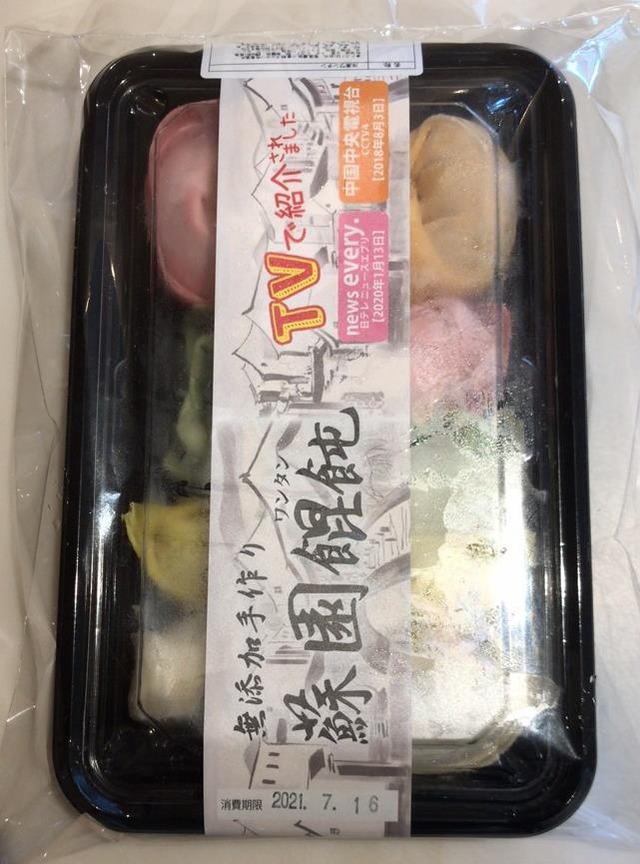 TVで紹介されました
中国中央電視台
CCTV4
[2018年8月3日]
news every.
日テレ ニュースエブリ
[2020年1月13日]
無添加手作り
ワンタン
蘇園餛飩
消費期限 2021. 7. 16